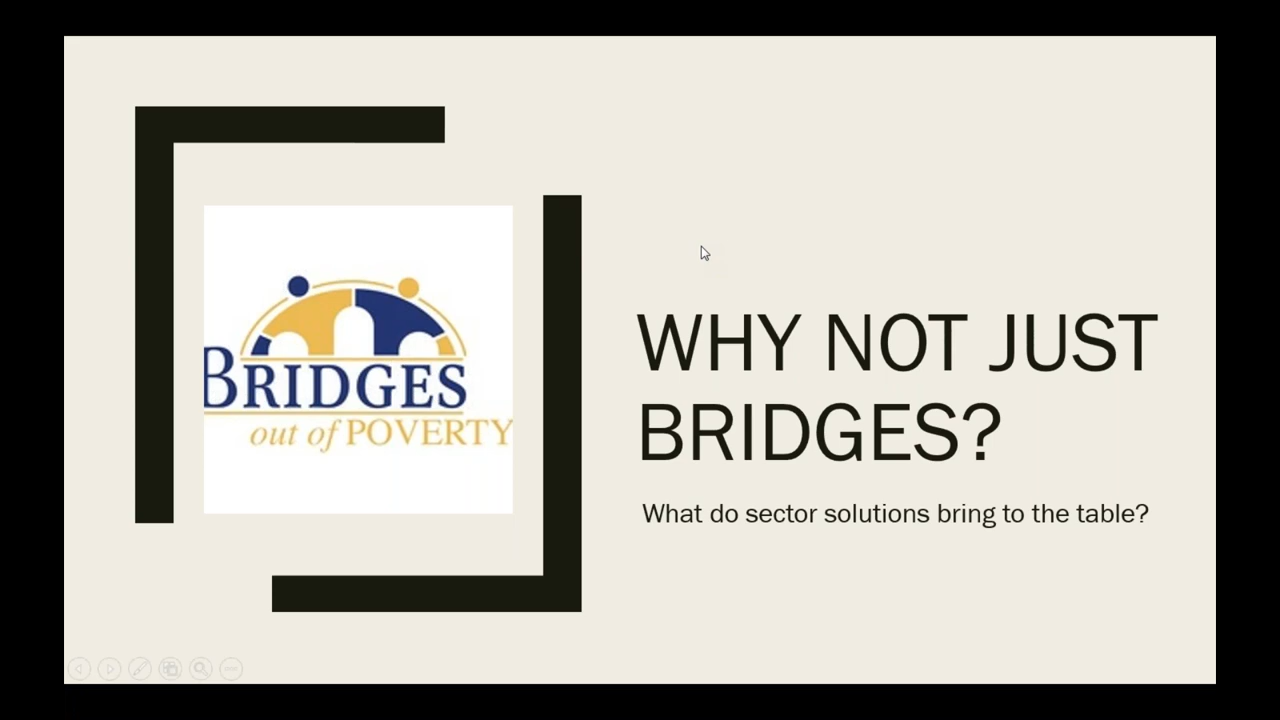 BRIDGES
out of POVERTY
WHY NOT JUST
BRIDGES?
What do sector solutions bring to the table?